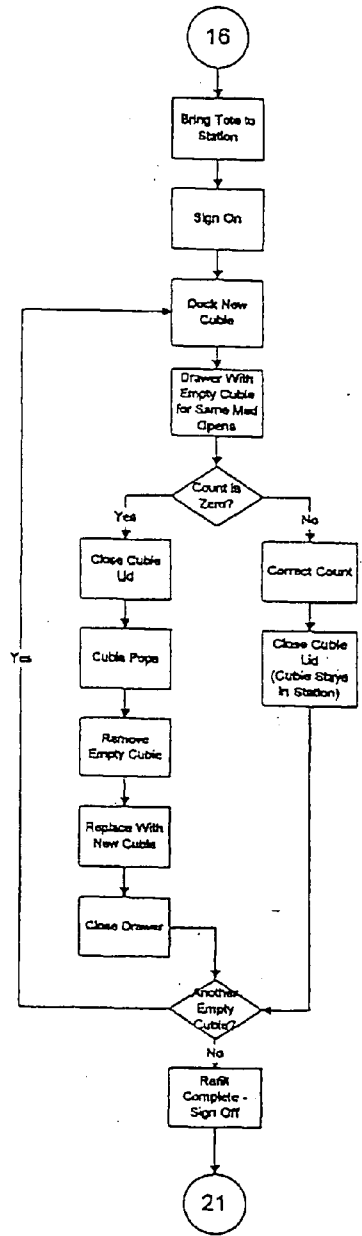 16
Bring Tote to
Station
Sign On
Dock New
Cubie
Drawer With
Empty Cubie
for Same Med
Opens
Count is
Zero?
Yes
No
Close Cubie
Lid
Correct Count
Cubie Pops
Close Cubie
Lid
(Cubie Stays
in Station)
Yes
Remove
Empty Cubie
Replace With
New Cubie
Close Drawer
Another
Empty
Cubie?
No
Refill
Complete -
Sign Off
21